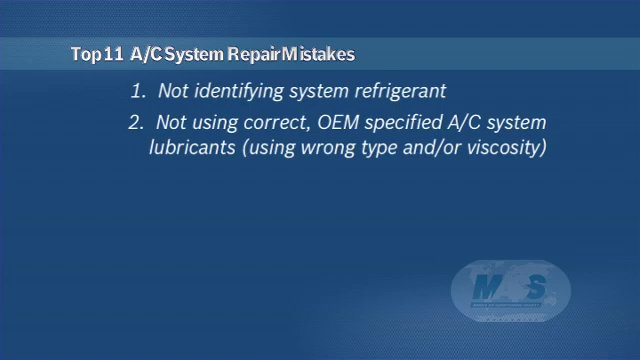 Top 11 A/C System Repair Mistakes
1. Not identifying system refrigerant
2. Not using correct, OEM specified A/C system
lubricants (using wrong type and/or viscosity)